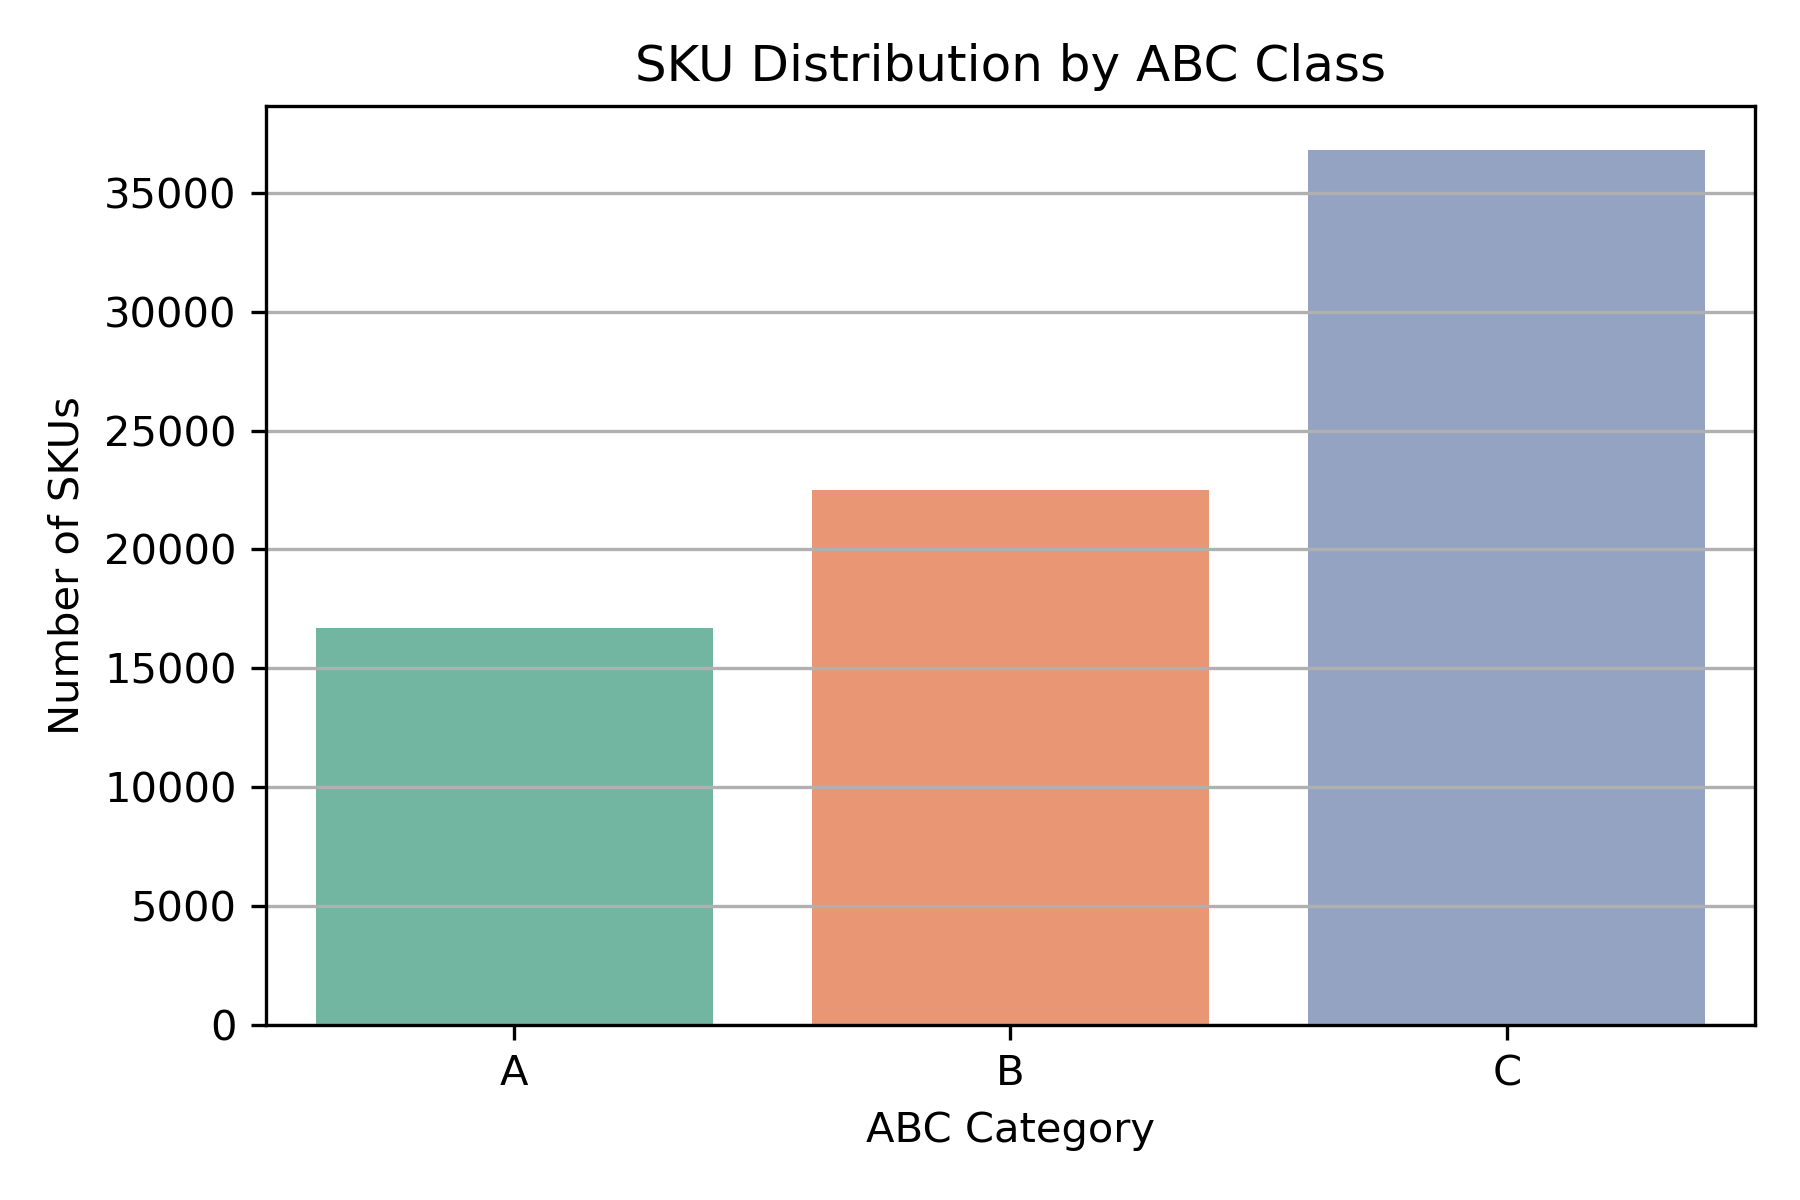 SKU Distribution by ABC Class
35000
30000
25000
20000
15000
10000
5000
0
Number of SKUs
A
B
C
ABC Category